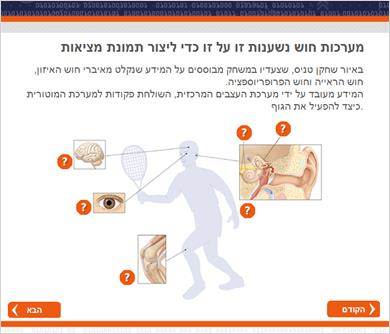 מערכות חוש נשענות זו על זו כדי ליצור תמונת מציאות
באיור שחקן טניס, שצעדיו במשחק מבוססים על המידע שנקלט מאיברי חוש האיזון,
חוש הראייה וחוש הפרופריוספציה.
המידע מעובד על ידי מערכת העצבים המרכזית, השולחת פקודות למערכת המוטורית
.כיצד להפעיל את הגוף
?
?
?
?
?
הקודם
הבא